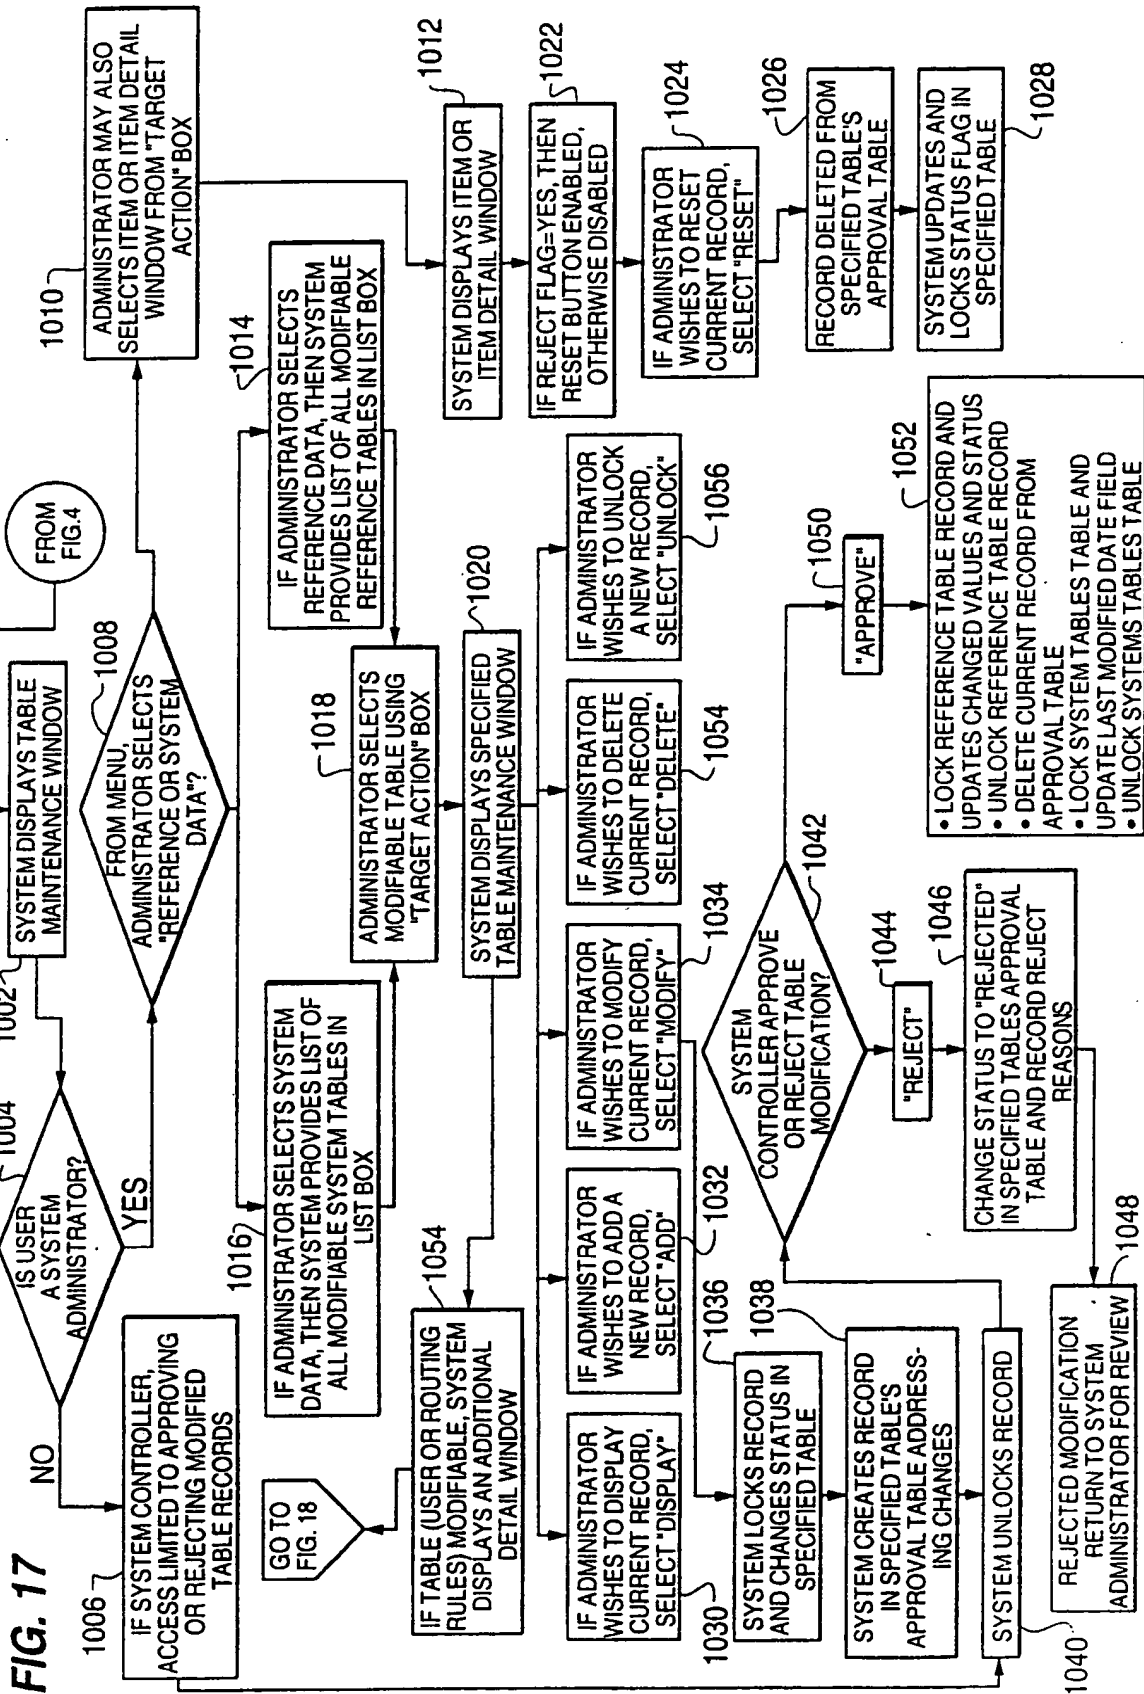 FIG. 17
FROM
FIG.4
1002
SYSTEM DISPLAYS TABLE
MAINTENANCE WINDOW
1004
IS USER
A SYSTEM
ADMINISTRATOR?
NO
YES
1006
IF SYSTEM CONTROLLER,
ACCESS LIMITED TO APPROVING
OR REJECTING MODIFIED
TABLE RECORDS
1008
FROM MENU,
ADMINISTRATOR SELECTS
"REFERENCE OR SYSTEM
DATA"?
1010
ADMINISTRATOR MAY ALSO
SELECTS ITEM OR ITEM DETAIL
WINDOW FROM "TARGET
ACTION" BOX
1016
IF ADMINISTRATOR SELECTS SYSTEM
DATA, THEN SYSTEM PROVIDES LIST OF
ALL MODIFIABLE SYSTEM TABLES IN
LIST BOX
1014
IF ADMINISTRATOR SELECTS
REFERENCE DATA, THEN SYSTEM
PROVIDES LIST OF ALL MODIFIABLE
REFERENCE TABLES IN LIST BOX
1018
ADMINISTRATOR SELECTS
MODIFIABLE TABLE USING
"TARGET ACTION" BOX
1020
SYSTEM DISPLAYS SPECIFIED
TABLE MAINTENANCE WINDOW
1012
SYSTEM DISPLAYS ITEM OR
ITEM DETAIL WINDOW
1022
IF REJECT FLAG=YES, THEN
RESET BUTTON ENABLED,
OTHERWISE DISABLED
1024
IF ADMINISTRATOR
WISHES TO RESET
CURRENT RECORD,
SELECT "RESET"
1026
RECORD DELETED FROM
SPECIFIED TABLE'S
APPROVAL TABLE
1028
SYSTEM UPDATES AND
LOCKS STATUS FLAG IN
SPECIFIED TABLE
GO TO
FIG. 18
1054
IF TABLE (USER OR ROUTING
RULES) MODIFIABLE, SYSTEM
DISPLAYS AN ADDITIONAL
DETAIL WINDOW
IF ADMINISTRATOR
WISHES TO DISPLAY
CURRENT RECORD,
SELECT "DISPLAY"
1030
IF ADMINISTRATOR
WISHES TO ADD A
NEW RECORD,
SELECT "ADD"
1032
IF ADMINISTRATOR
WISHES TO MODIFY
CURRENT RECORD,
SELECT "MODIFY"
1034
IF ADMINISTRATOR
WISHES TO DELETE
CURRENT RECORD,
SELECT "DELETE"
1054
IF ADMINISTRATOR
WISHES TO UNLOCK
A NEW RECORD,
SELECT "UNLOCK"
1056
1036
SYSTEM LOCKS RECORD
AND CHANGES STATUS IN
SPECIFIED TABLE
1038
SYSTEM CREATES RECORD
IN SPECIFIED TABLE'S
APPROVAL TABLE ADDRESS-
ING CHANGES
SYSTEM UNLOCKS RECORD
1040
1042
SYSTEM
CONTROLLER APPROVE
OR REJECT TABLE
MODIFICATION?
1044
"REJECT"
1046
CHANGE STATUS TO "REJECTED"
IN SPECIFIED TABLES APPROVAL
TABLE AND RECORD REJECT
REASONS
1048
REJECTED MODIFICATION
RETURN TO SYSTEM
ADMINISTRATOR FOR REVIEW
1050
"APPROVE"
1052
• LOCK REFERENCE TABLE RECORD AND
UPDATES CHANGED VALUES AND STATUS
• UNLOCK REFERENCE TABLE RECORD
• DELETE CURRENT RECORD FROM
APPROVAL TABLE
• LOCK SYSTEM TABLES TABLE AND
UPDATE LAST MODIFIED DATE FIELD
• UNLOCK SYSTEMS TABLES TABLE